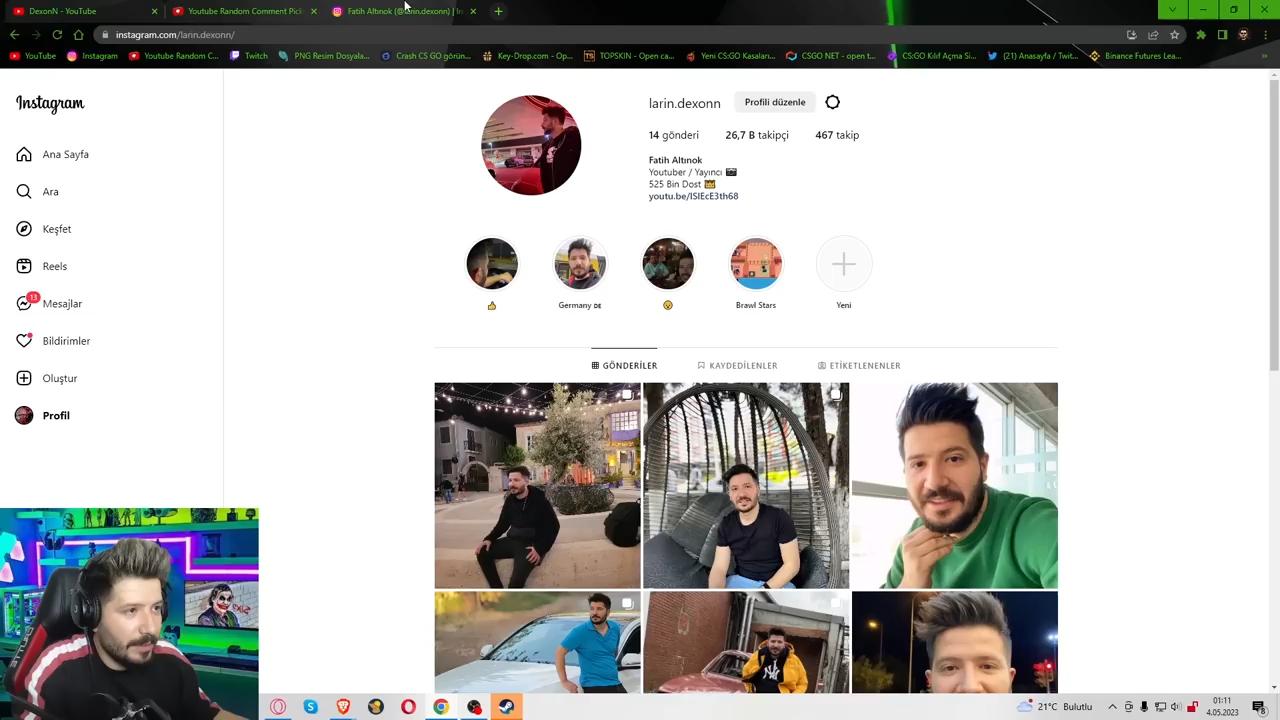 DexonN - YouTube
Youtube Random Comment Pick
Fatih Altınok (@larin.dexonn) | In
instagram.com/larin.dexonn/
YouTube
Instagram
Youtube Random C...
Twitch
PNG Resim Dosyala...
Crash CS GO görün...
Key-Drop.com - Op...
TOPSKIN - Open ca...
Yeni CS:GO Kasaları...
CSGO NET - open t...
CS:GO Kılıf Açma Si...
(21) Anasayfa / Twit...
Binance Futures Lea...
Instagram
Ana Sayfa
Ara
Keşfet
Reels
13
Mesajlar
Bildirimler
Oluştur
Profil
larin.dexonn
Profili düzenle
14 gönderi
26,7 B takipçi
467 takip
Fatih Altınok
Youtuber / Yayıncı
525 Bin Dost
youtu.be/ISlEcE3th68
Germany DE
Brawl Stars
Yeni
GÖNDERİLER
KAYDEDİLENLER
ETİKETLENENLER
21°C Bulutlu
01:11
4.05.2023
8